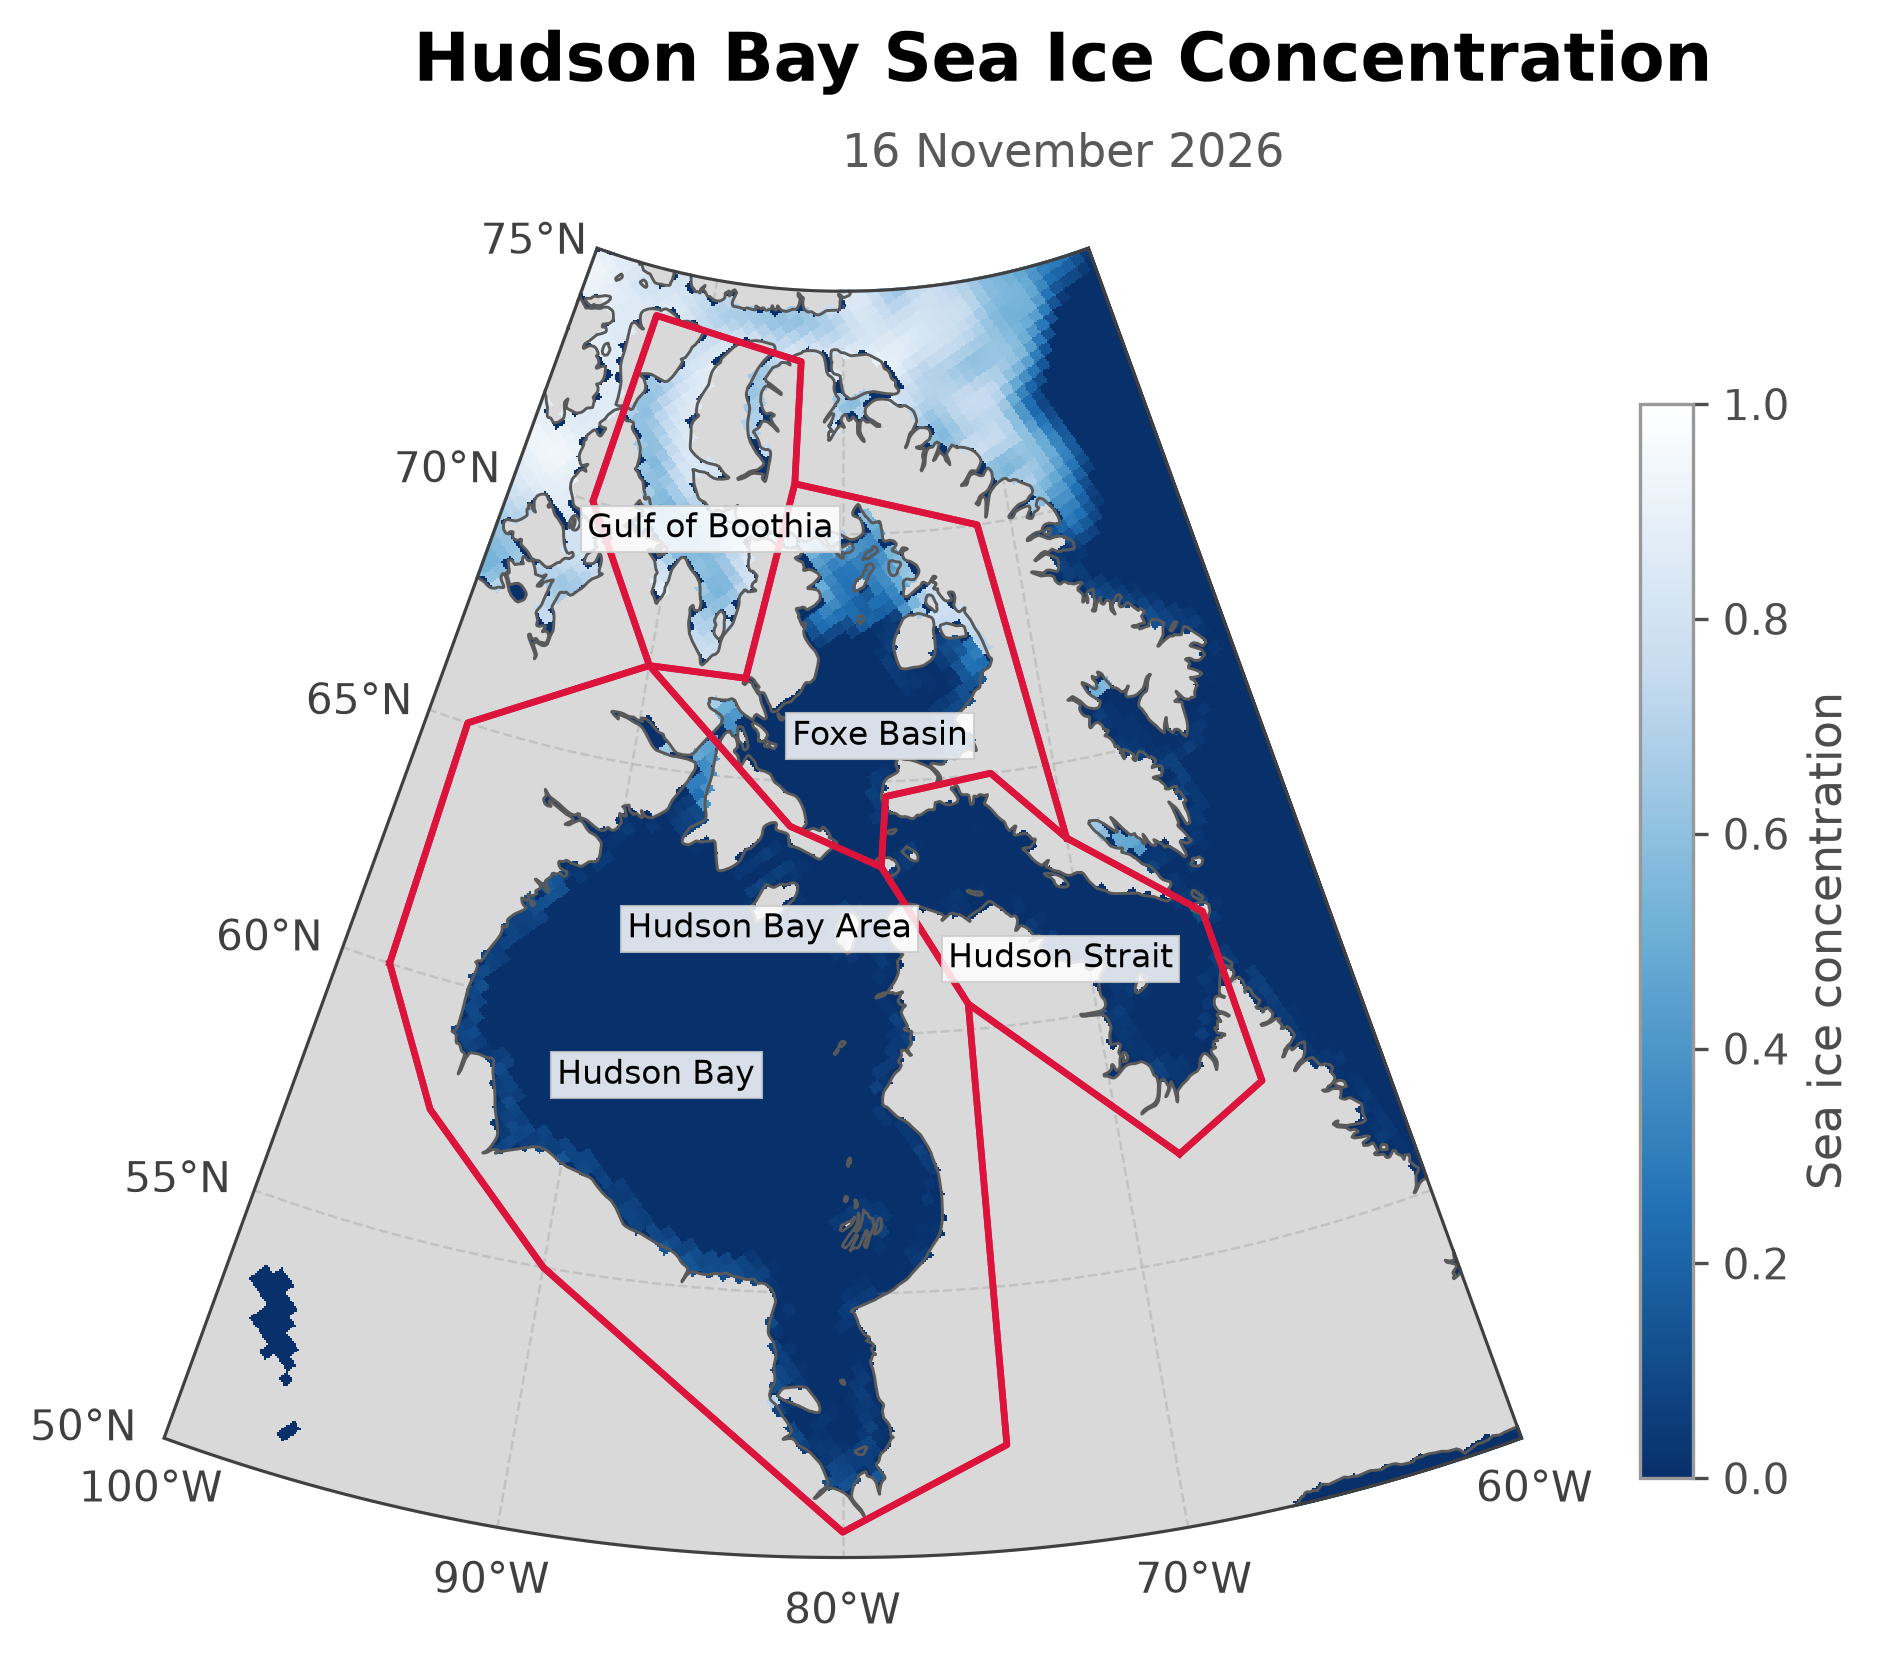 Hudson Bay Sea Ice Concentration
16 November 2026
75°N
70°N
65°N
60°N
55°N
50°N
100°W
90°W
80°W
70°W
60°W
Gulf of Boothia
Foxe Basin
Hudson Bay Area
Hudson Strait
Hudson Bay
1.0
0.8
0.6
0.4
0.2
0.0
Sea ice concentration